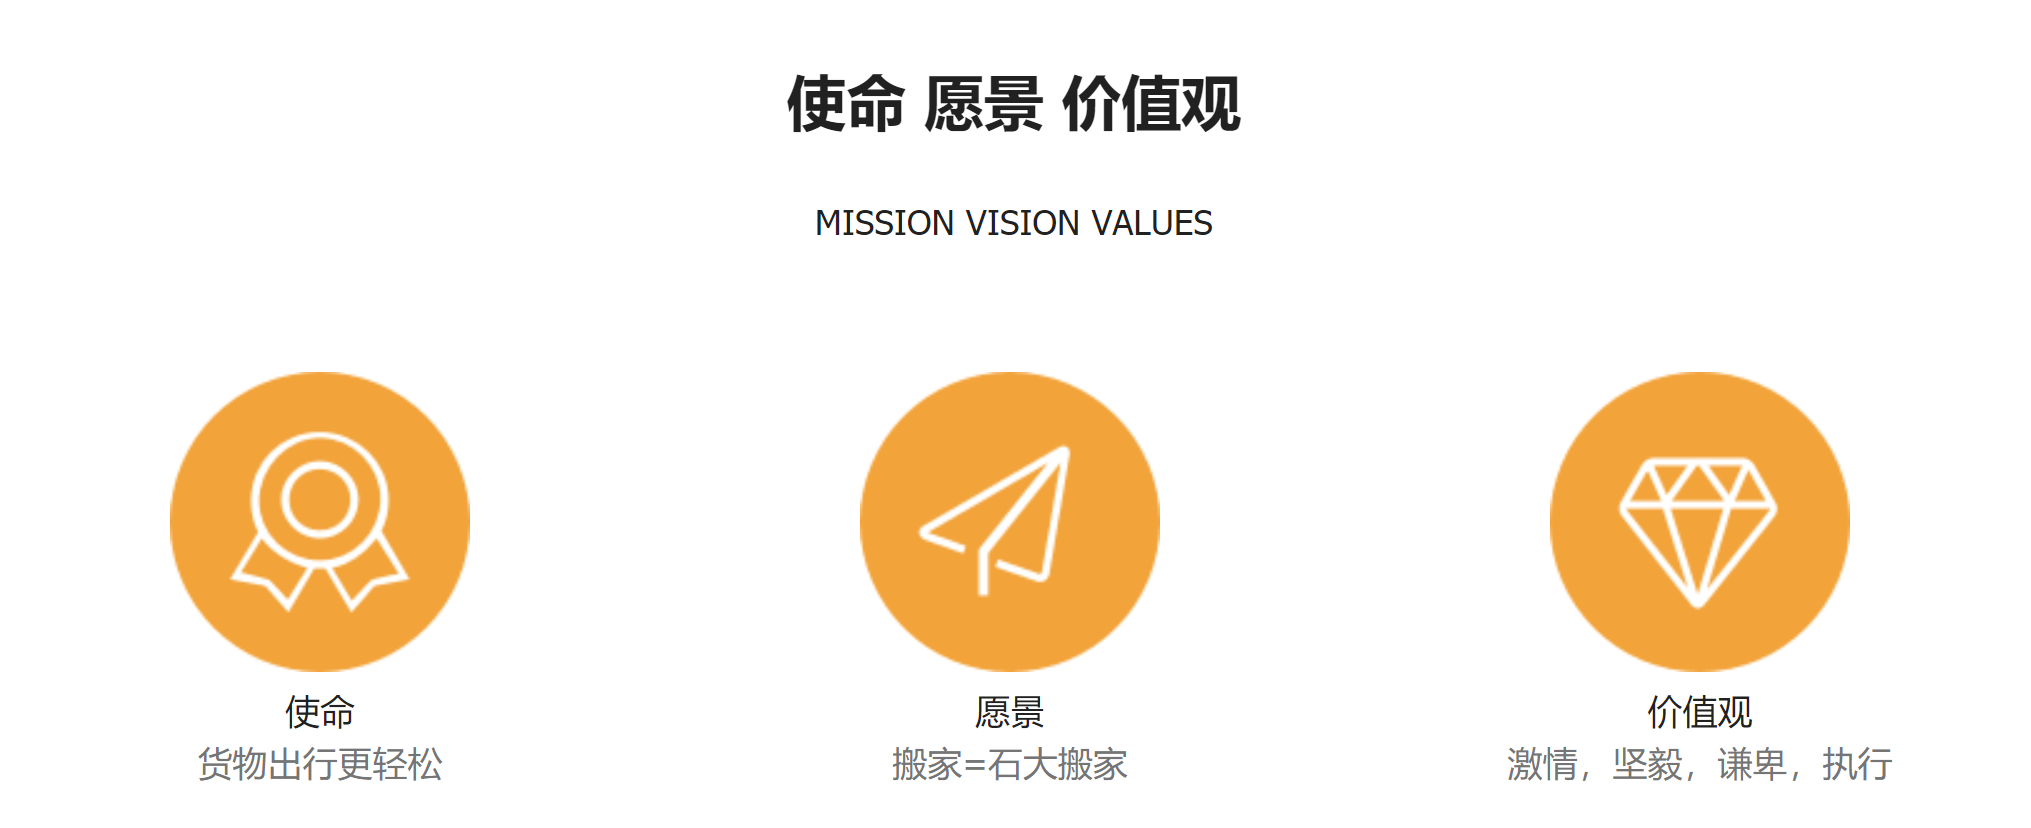 使命 愿景 价值观
MISSION VISION VALUES
使命
货物出行更轻松
愿景
搬家=石大搬家
价值观
激情，坚毅，谦卑，执行